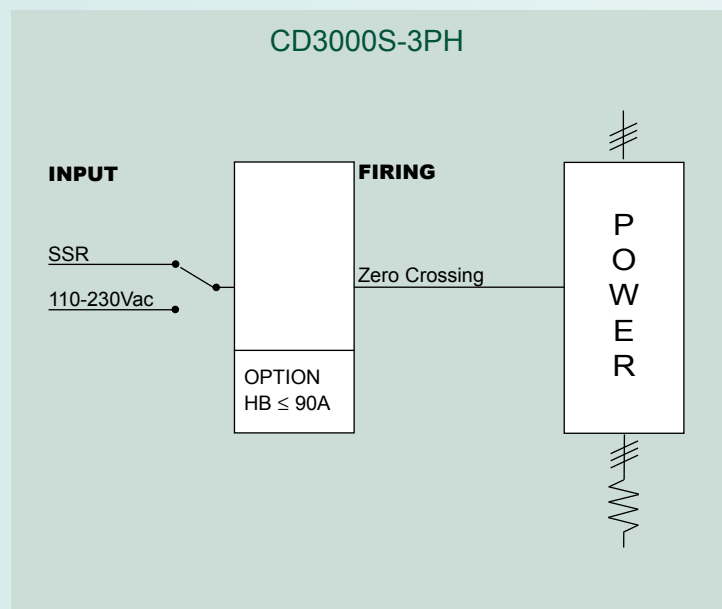 CD3000S-3PH
INPUT
FIRING
SSR
110-230Vac
Zero Crossing
OPTION
HB ≤ 90A
P
O
W
E
R